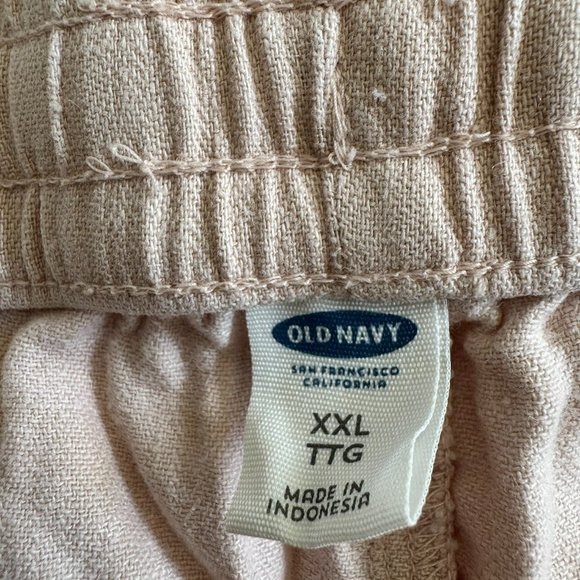 OLD NAVY
SAN FRANCISCO
CALIFORNIA
XXL
TTG
MADE IN
INDONESIA